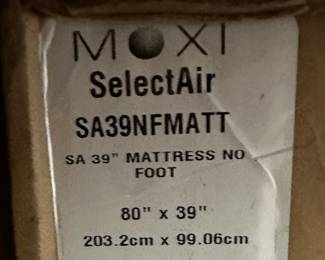 MOXI
SelectAir
SA39NFMATT
SA 39" MATTRESS NO
FOOT
80" x 39"
203.2cm x 99.06cm